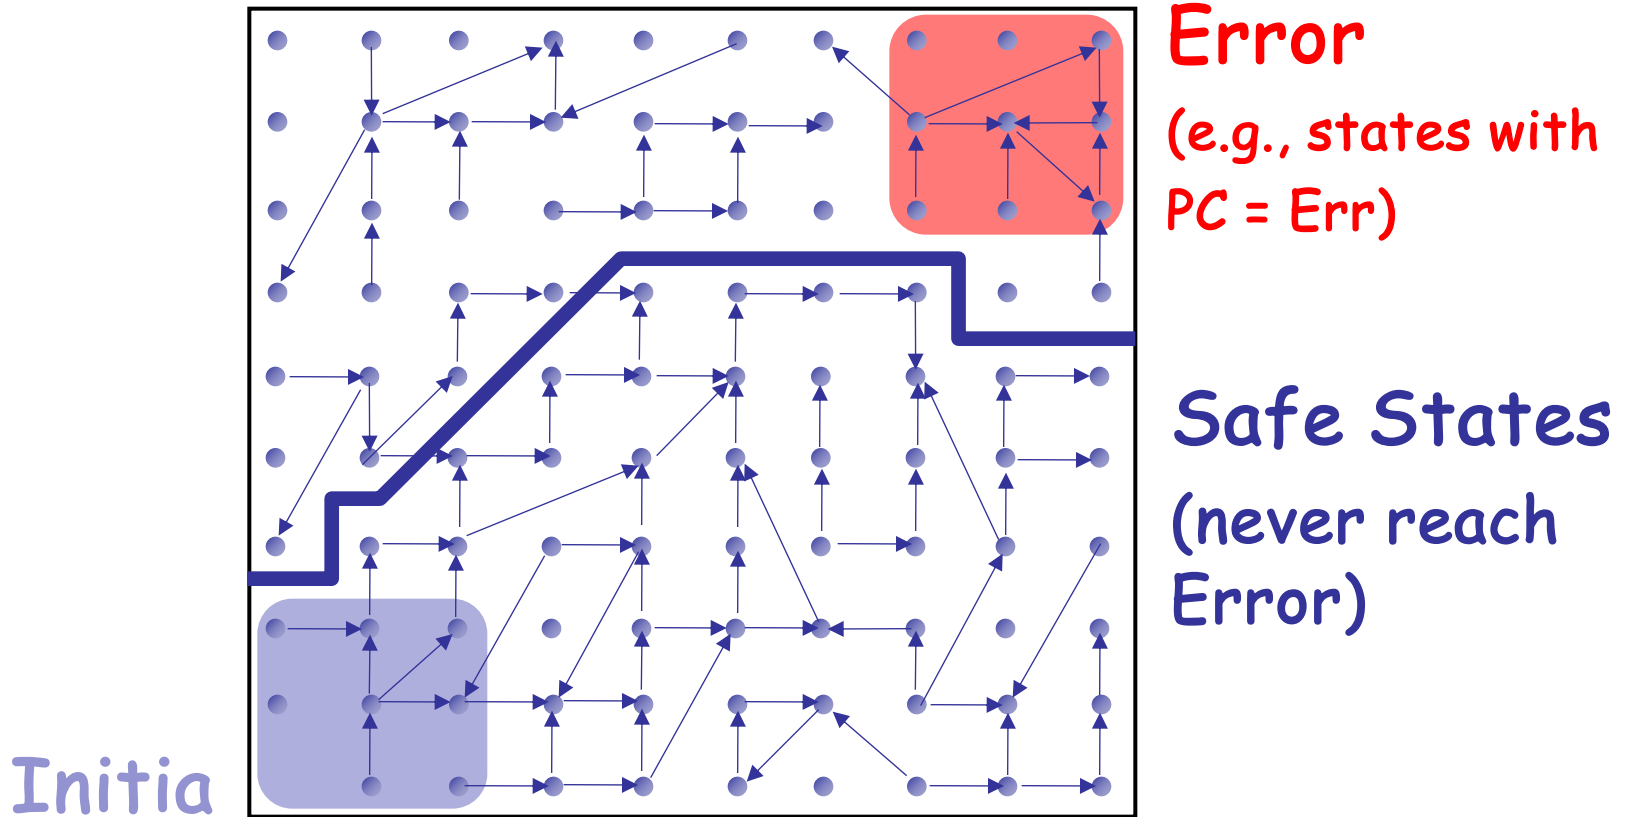 Error
(e.g., states with
PC = Err)
Safe States
(never reach
Error)
Initia